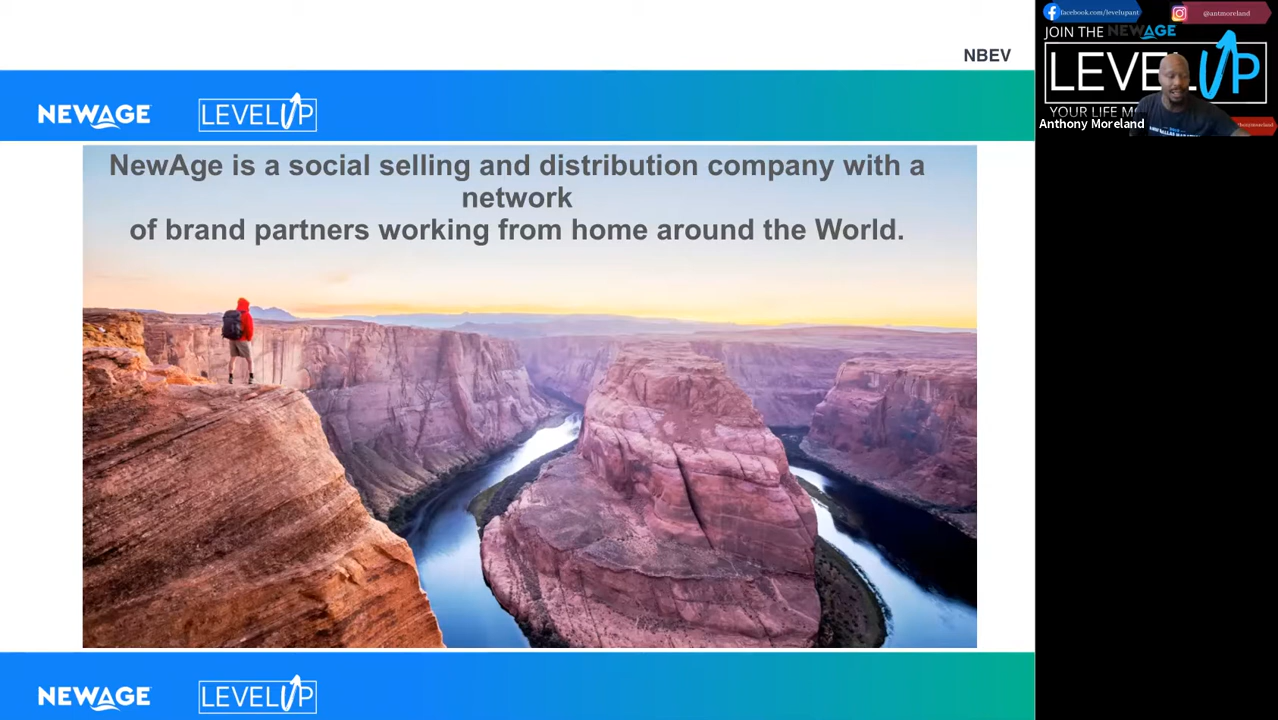 NBEV
NEWAGE
LEVEL UP
NewAge is a social selling and distribution company with a
network
of brand partners working from home around the World.
NEWAGE
LEVEL UP
facebook.com/levelupant
@antmoreland
JOIN THE NEWAGE
LEVEL UP
YOUR LIFE
Anthony Moreland